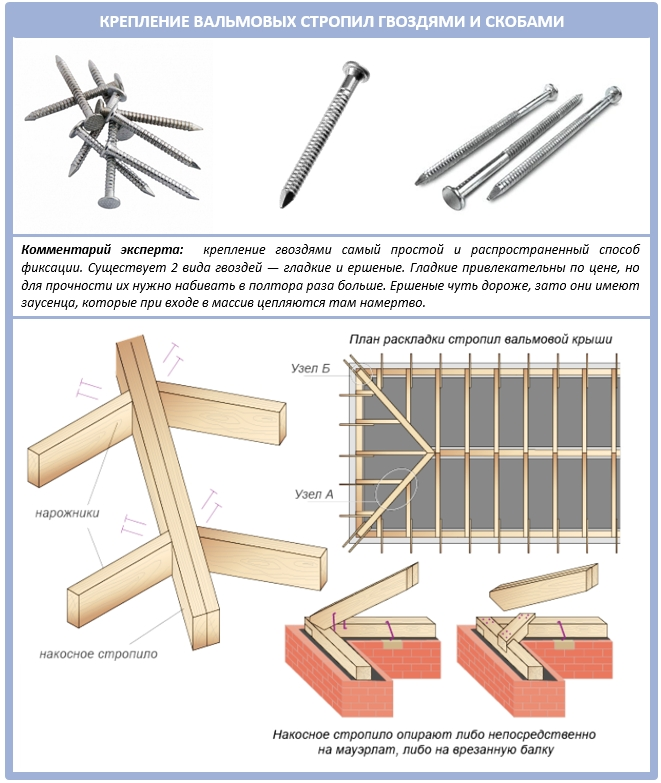 КРЕПЛЕНИЕ ВАЛЬМОВЫХ СТРОПИЛ ГВОЗДЯМИ И СКОБАМИ
Комментарий эксперта: крепление гвоздями самый простой и распространенный способ
фиксации. Существует 2 вида гвоздей — гладкие и ершеные. Гладкие привлекательны по цене, но
для прочности их нужно набивать в полтора раза больше. Ершеные чуть дороже, зато они имеют
заусенца, которые при входе в массив цепляются там намертво.
План раскладки стропил вальмовой крыши
Узел Б
Узел А
нарожники
накосное стропило
Накосное стропило опирают либо непосредственно
на мауэрлат, либо на врезанную балку